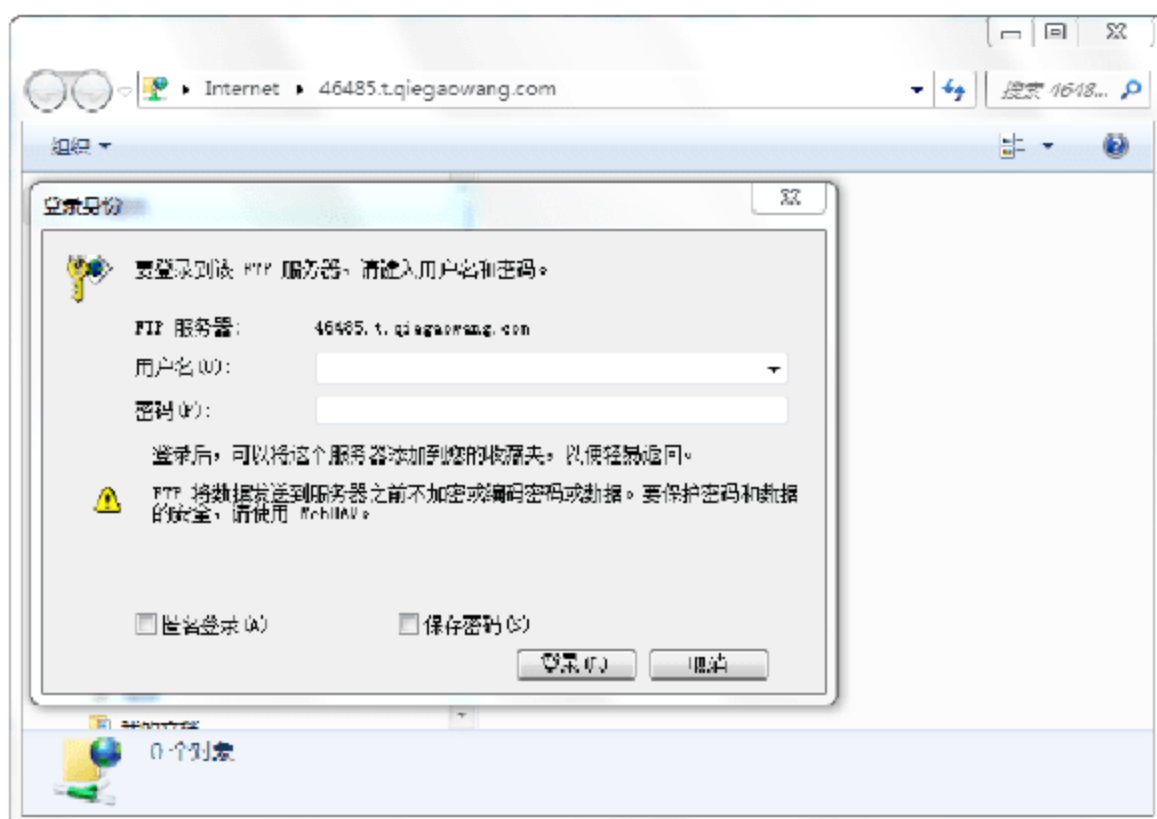 Internet 46485.t.qiegaowang.com
搜索 4648...
组织
登录身份
要登录到该 FTP 服务器，请键入用户名和密码。
FTP 服务器: 46485.t.qiegaowang.com
用户名(U):
密码(P):
登录后，可以将这个服务器添加到您的收藏夹，以便轻易返回。
FTP 将数据发送到服务器之前不加密或编码密码或数据。要保护密码和数据
的安全，请使用 WebDAV。
匿名登录(A) 保存密码(S)
登录(L) 取消
我的文档
0 个对象